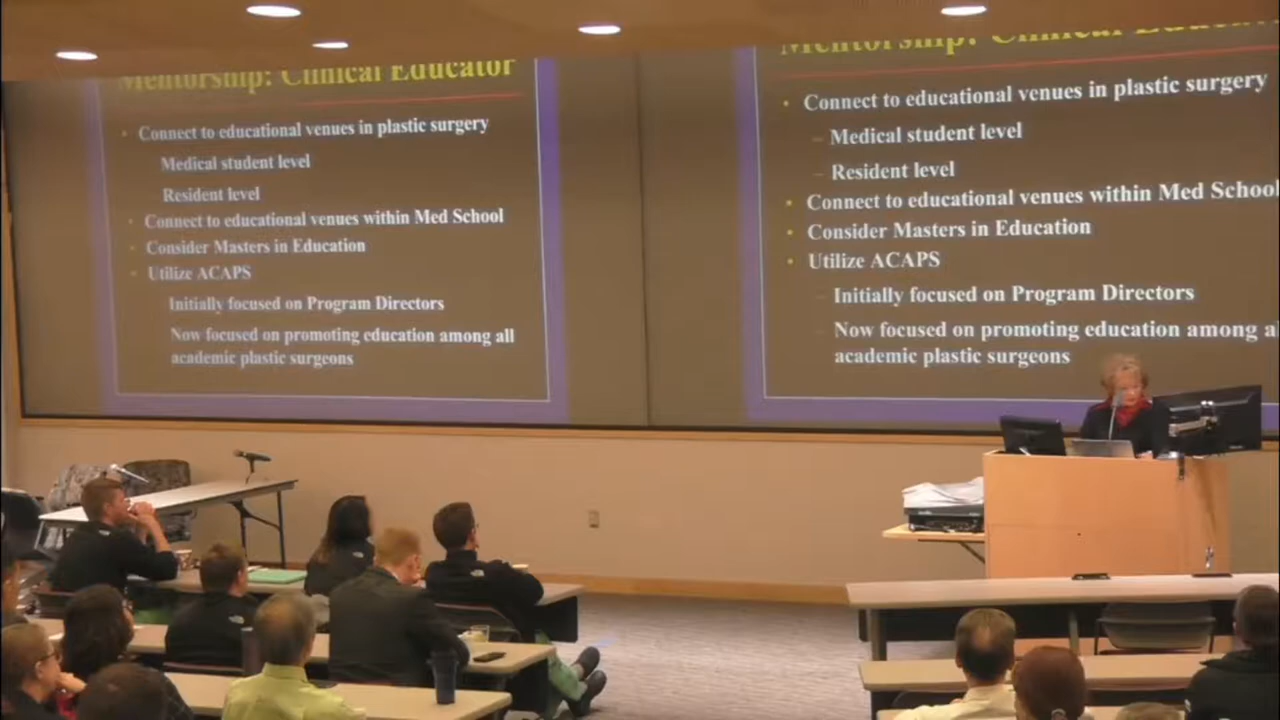 Mentorship: Clinical Educator
• Connect to educational venues in plastic surgery
Medical student level
Resident level
• Connect to educational venues within Med School
• Consider Masters in Education
• Utilize ACAPS
Initially focused on Program Directors
Now focused on promoting education among all
academic plastic surgeons
Mentorship: Clinical
• Connect to educational venues in plastic surgery
– Medical student level
– Resident level
• Connect to educational venues within Med School
• Consider Masters in Education
• Utilize ACAPS
– Initially focused on Program Directors
– Now focused on promoting education among a
academic plastic surgeons